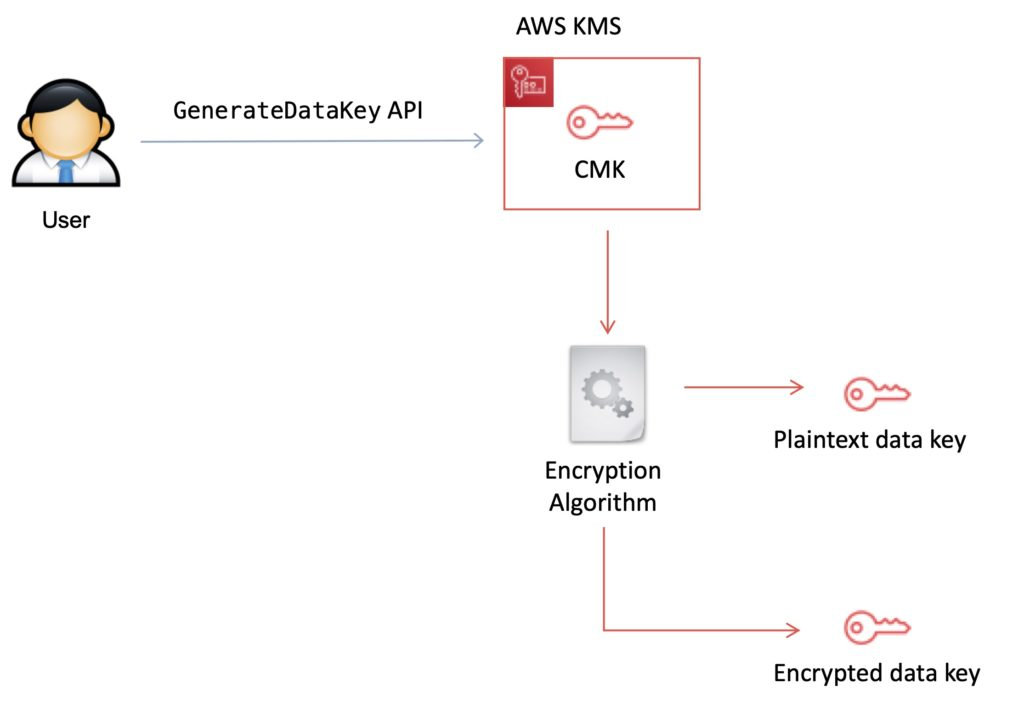 AWS KMS
GenerateDataKey API
CMK
User
Plaintext data key
Encryption
Algorithm
Encrypted data key